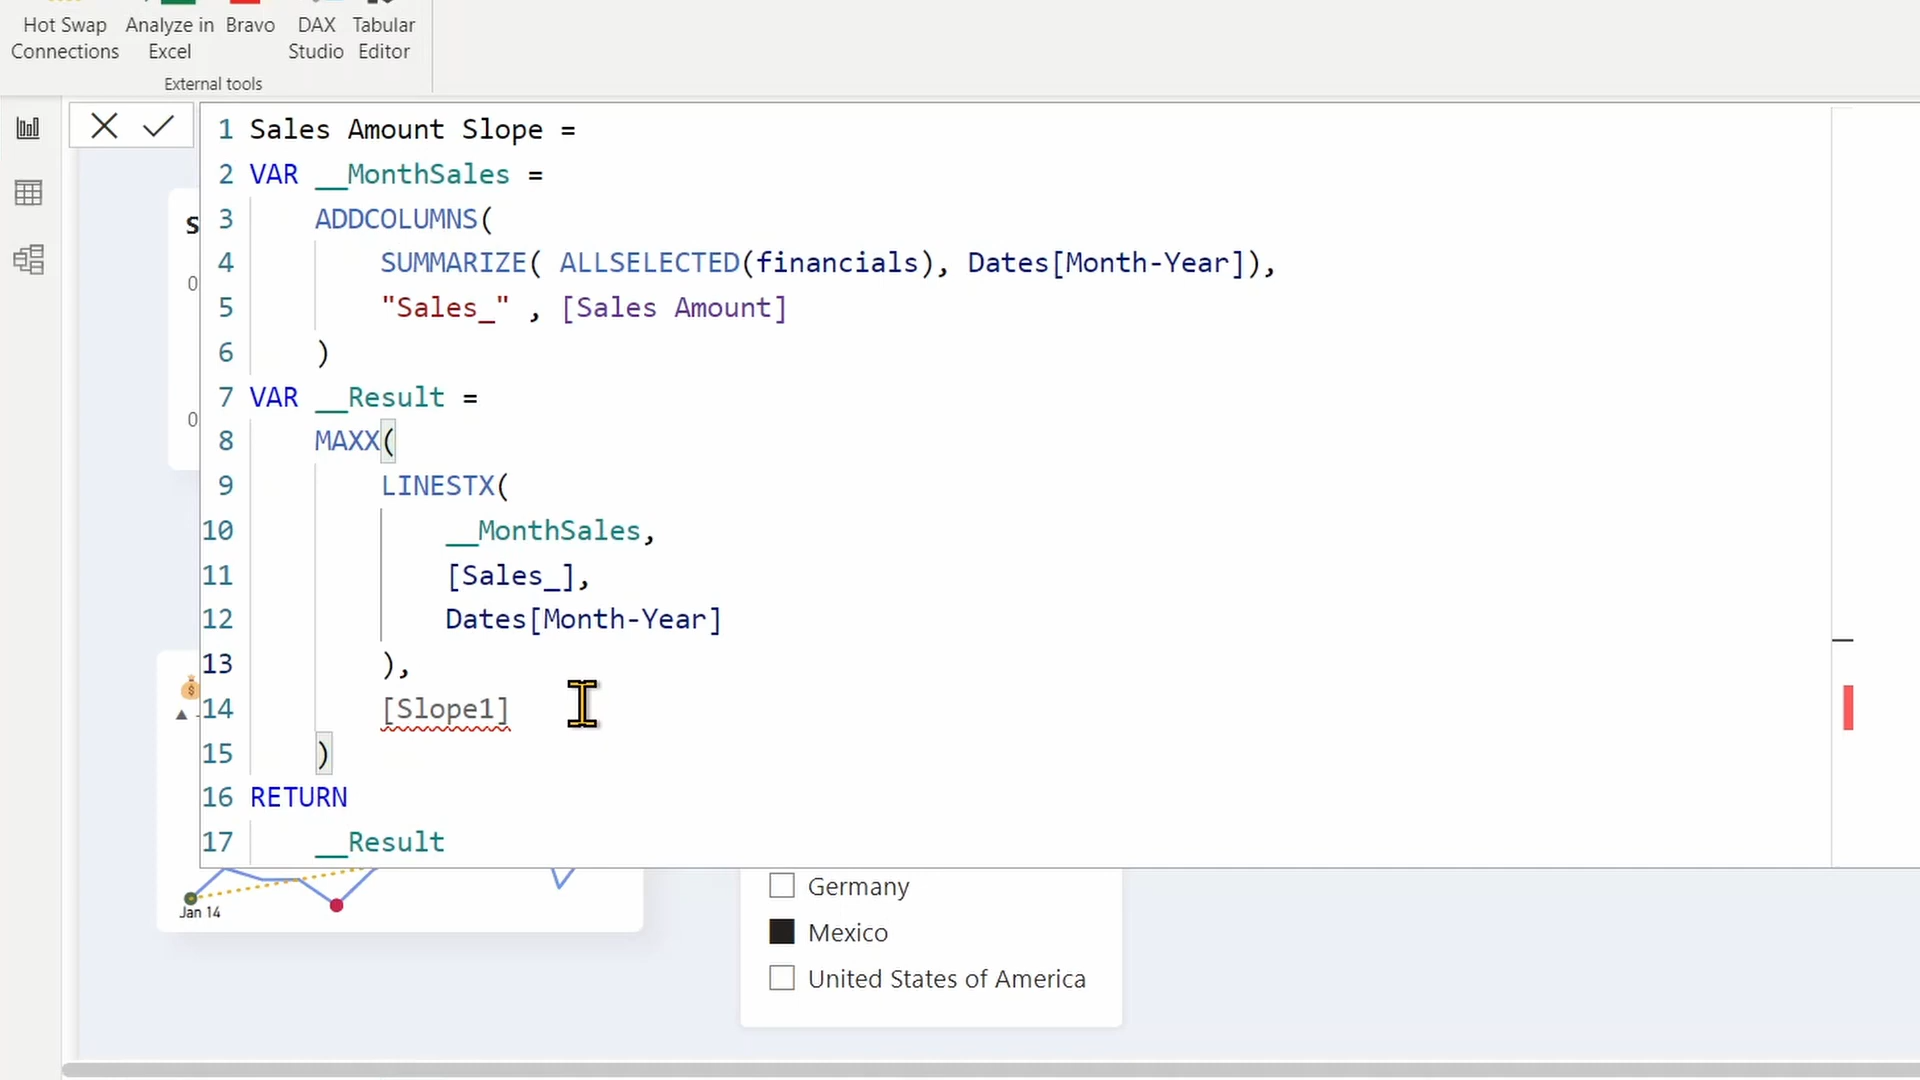 Hot Swap Connections
Analyze in Excel
Bravo
DAX Studio
Tabular Editor
External tools
1 Sales Amount Slope =
2 VAR __MonthSales =
3 ADDCOLUMNS(
4 SUMMARIZE( ALLSELECTED(financials), Dates[Month-Year]),
5 "Sales_" , [Sales Amount]
6 )
7 VAR __Result =
8 MAXX(
9 LINESTX(
10 __MonthSales,
11 [Sales_],
12 Dates[Month-Year]
13 ),
14 [Slope1]
15 )
16 RETURN
17 __Result
S
0
0
Jan 14
Germany
Mexico
United States of America